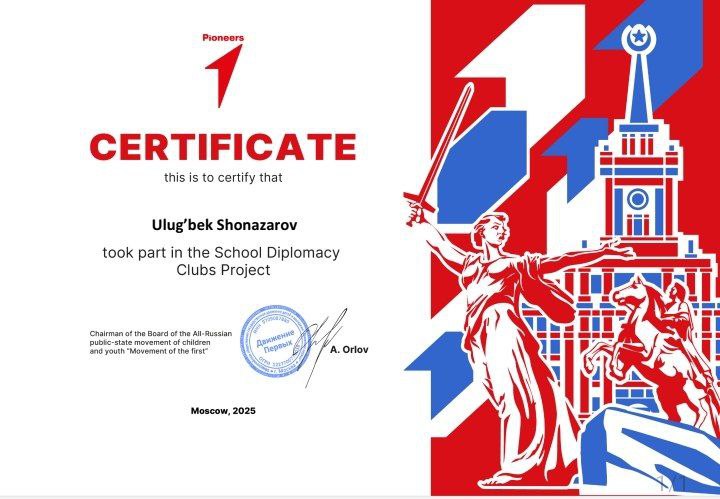 Pioneers
CERTIFICATE
this is to certify that
Ulug’bek Shonazarov
took part in the School Diplomacy
Clubs Project
Chairman of the Board of the All-Russian
public-state movement of children
and youth “Movement of the first”
Движение
Первых
A. Orlov
Moscow, 2025
1 / 1